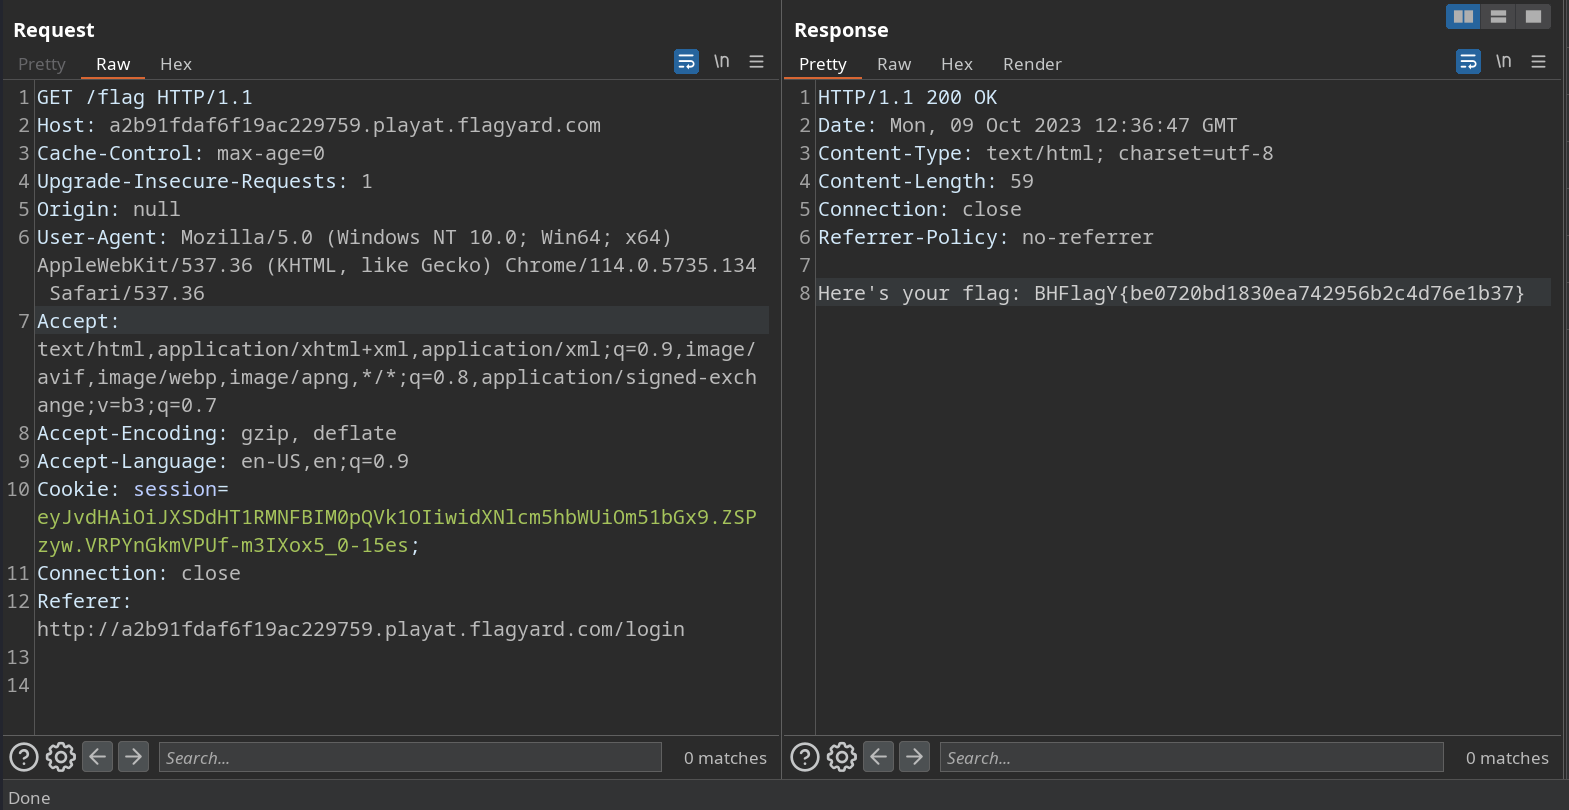 Request
Pretty Raw Hex \n
1 GET /flag HTTP/1.1
2 Host: a2b91fdaf6f19ac229759.playat.flagyard.com
3 Cache-Control: max-age=0
4 Upgrade-Insecure-Requests: 1
5 Origin: null
6 User-Agent: Mozilla/5.0 (Windows NT 10.0; Win64; x64)
AppleWebKit/537.36 (KHTML, like Gecko) Chrome/114.0.5735.134
Safari/537.36
7 Accept:
text/html,application/xhtml+xml,application/xml;q=0.9,image/
avif,image/webp,image/apng,*/*;q=0.8,application/signed-exch
ange;v=b3;q=0.7
8 Accept-Encoding: gzip, deflate
9 Accept-Language: en-US,en;q=0.9
10 Cookie: session=
eyJvdHAiOiJXSDdHT1RMNFBIM0pQVk1OIiwidXNlcm5hbWUiOm51bGx9.ZSP
zyw.VRPYnGkmVPUf-m3IXox5_0-15es;
11 Connection: close
12 Referer:
http://a2b91fdaf6f19ac229759.playat.flagyard.com/login
13
14
Search...
0 matches
Response
Pretty Raw Hex Render \n
1 HTTP/1.1 200 OK
2 Date: Mon, 09 Oct 2023 12:36:47 GMT
3 Content-Type: text/html; charset=utf-8
4 Content-Length: 59
5 Connection: close
6 Referrer-Policy: no-referrer
7
8 Here's your flag: BHFlagY{be0720bd1830ea742956b2c4d76e1b37}
Search...
0 matches
Done